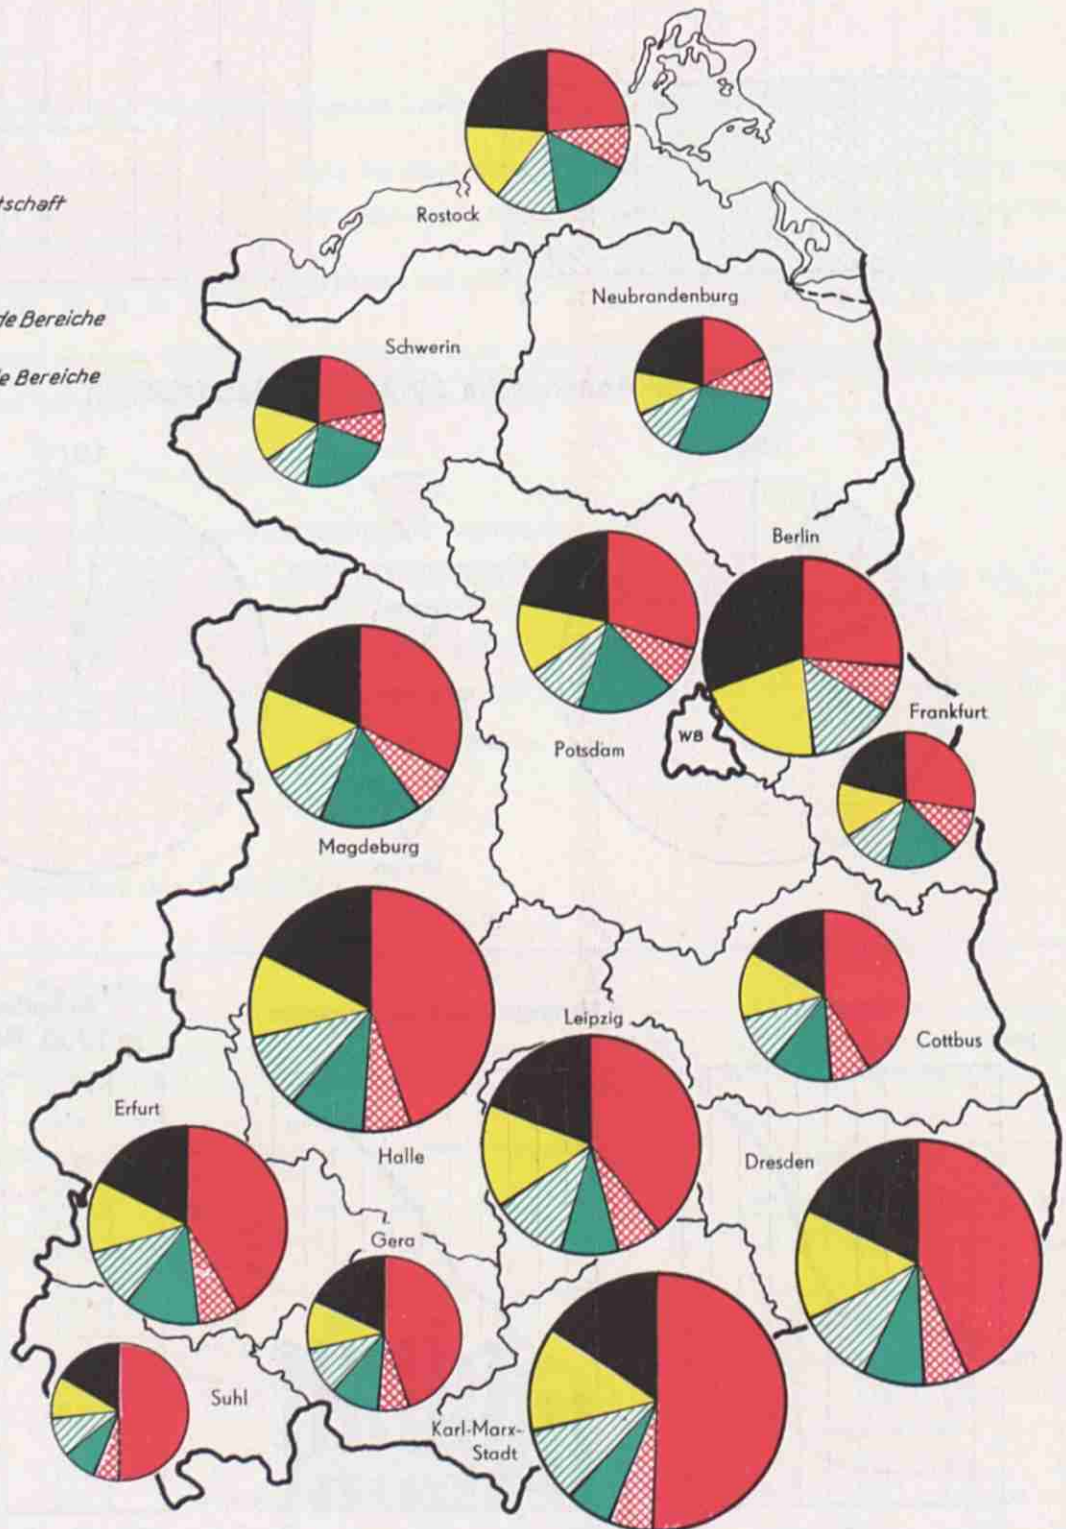 tschaft
de Bereiche
e Bereiche
Rostock
Neubrandenburg
Schwerin
Berlin
Frankfurt
WB
Potsdam
Magdeburg
Leipzig
Cottbus
Erfurt
Halle
Dresden
Gera
Suhl
Karl-Marx-
Stadt